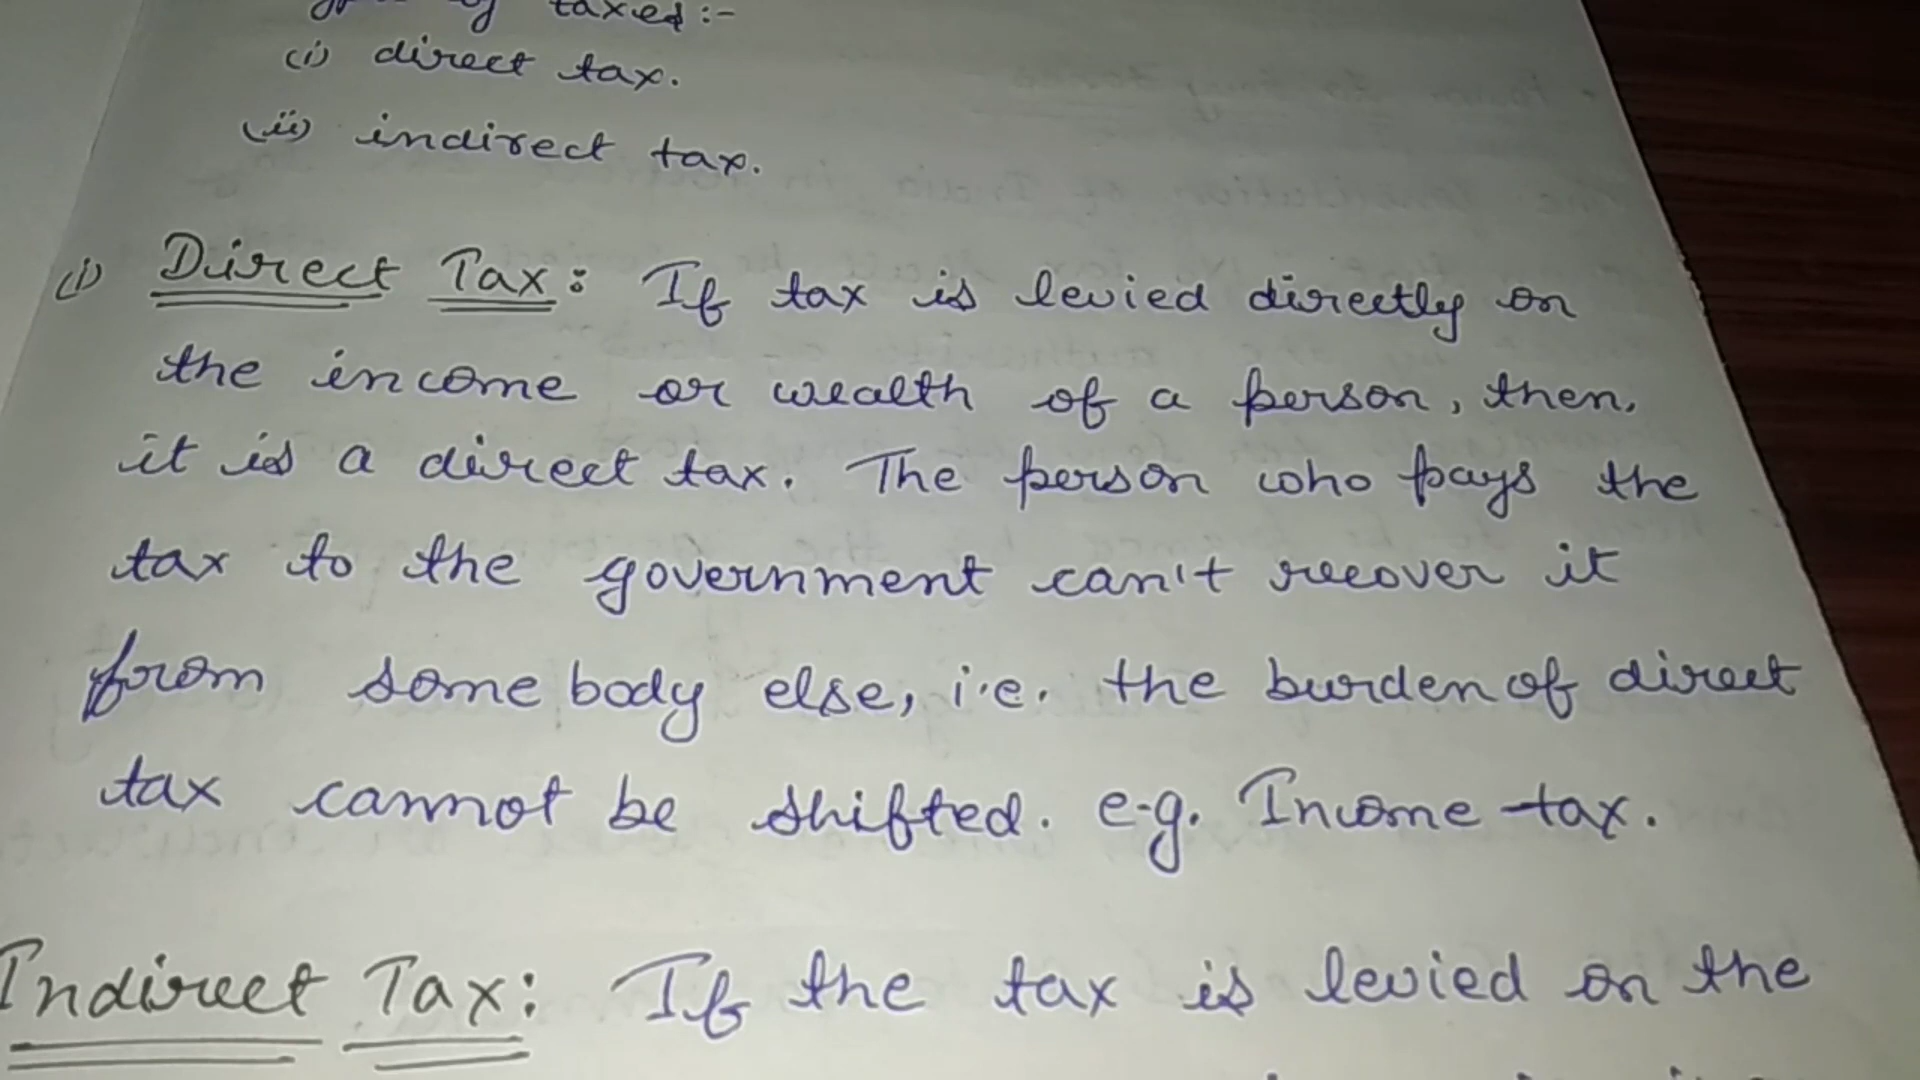 taxes :-
(i) direct tax.
(ii) indirect tax.
(i) Direct Tax: If tax is levied directly on
the income or wealth of a person, then,
it is a direct tax. The person who pays the
tax to the government can't recover it
from some body else, i.e. the burden of direct
tax cannot be shifted. e.g. Income tax.
Indirect Tax: If the tax is levied on the